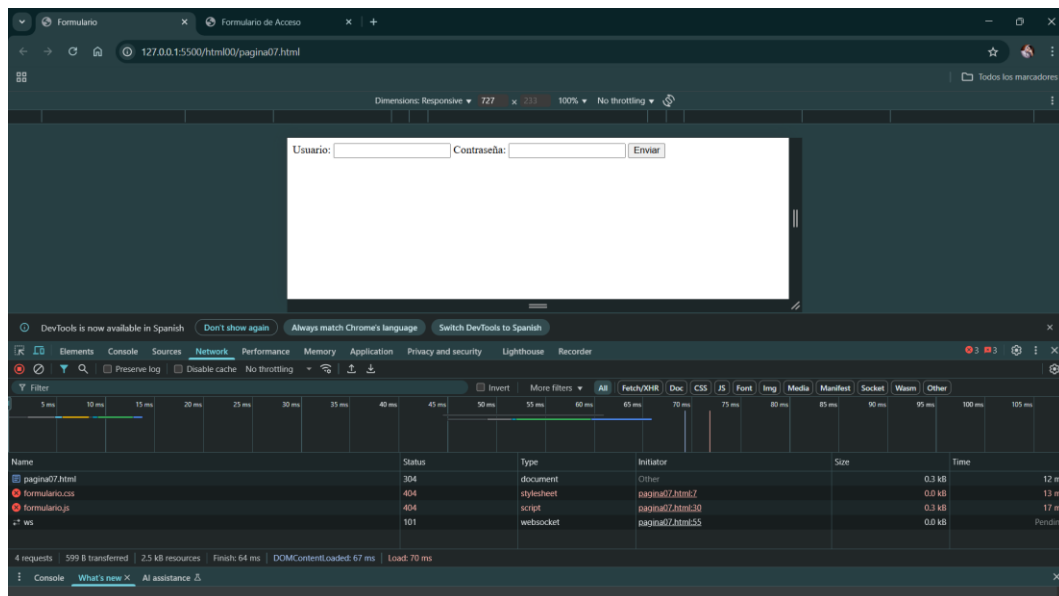 Formulario
Formulario de Acceso
127.0.0.1:5500/html00/pagina07.html
Todos los marcadores
Dimensions: Responsive 727 x 233 100% No throttling
Usuario: Contraseña: Enviar
DevTools is now available in Spanish Don't show again Always match Chrome's language Switch DevTools to Spanish
Elements Console Sources Network Performance Memory Application Privacy and security Lighthouse Recorder 3 3
Preserve log Disable cache No throttling
Filter Invert More filters All Fetch/XHR Doc CSS JS Font Img Media Manifest Socket Wasm Other
5 ms 10 ms 15 ms 20 ms 25 ms 30 ms 35 ms 40 ms 45 ms 50 ms 55 ms 60 ms 65 ms 70 ms 75 ms 80 ms 85 ms 90 ms 95 ms 100 ms 105 ms
Name Status Type Initiator Size Time
pagina07.html 304 document Other 0.3 kB 12 m
formulario.css 404 stylesheet pagina07.html:7 0.0 kB 13 m
formulario.js 404 script pagina07.html:30 0.3 kB 17 m
ws 101 websocket pagina07.html:55 0.0 kB Pendin
4 requests 599 B transferred 2.5 kB resources Finish: 64 ms DOMContentLoaded: 67 ms Load: 70 ms
Console What's new AI assistance